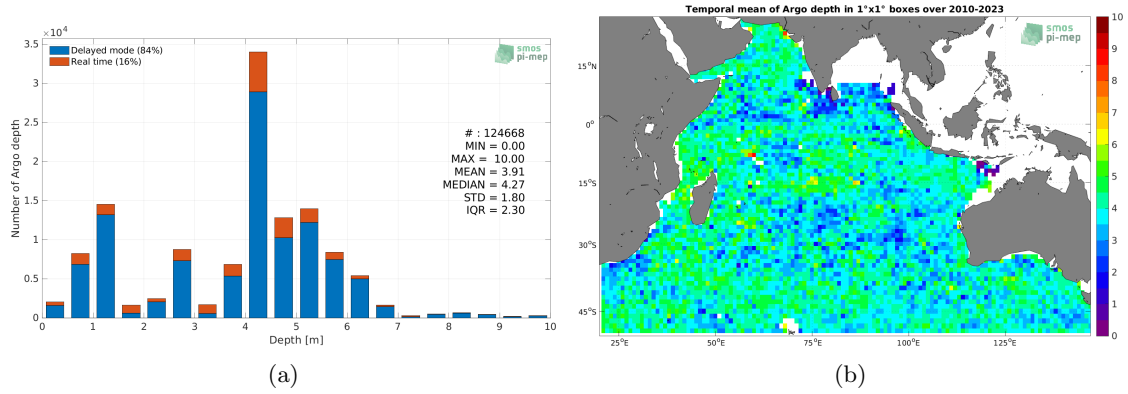 ×10⁴
3.5
3
2.5
2
1.5
1
0.5
0
0 1 2 3 4 5 6 7 8 9 10
Number of Argo depth
Depth [m]
Delayed mode (84%)
Real time (16%)
smos
pi-mep
# : 124668
MIN = 0.00
MAX = 10.00
MEAN = 3.91
MEDIAN = 4.27
STD = 1.80
IQR = 2.30
(a)
Temporal mean of Argo depth in 1°x1° boxes over 2010-2023
smos
pi-mep
15°N
0°
15°S
30°S
45°S
25°E 50°E 75°E 100°E 125°E
10
9
8
7
6
5
4
3
2
1
0
(b)